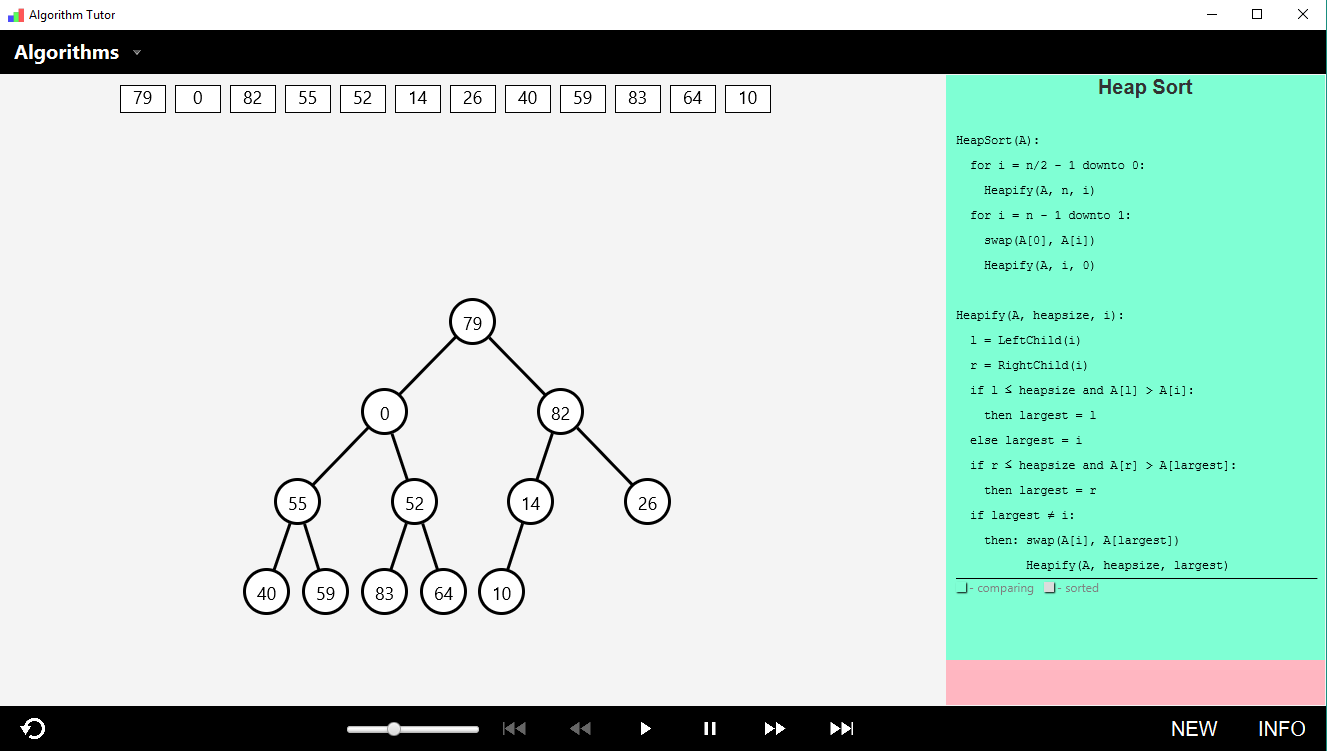 Algorithm Tutor
Algorithms
79 0 82 55 52 14 26 40 59 83 64 10
79
0 82
55 52 14 26
40 59 83 64 10
Heap Sort
HeapSort(A):
for i = n/2 - 1 downto 0:
Heapify(A, n, i)
for i = n - 1 downto 1:
swap(A[0], A[i])
Heapify(A, i, 0)
Heapify(A, heapsize, i):
l = LeftChild(i)
r = RightChild(i)
if l ≤ heapsize and A[l] > A[i]:
then largest = l
else largest = i
if r ≤ heapsize and A[r] > A[largest]:
then largest = r
if largest ≠ i:
then: swap(A[i], A[largest])
Heapify(A, heapsize, largest)
- comparing - sorted
NEW INFO